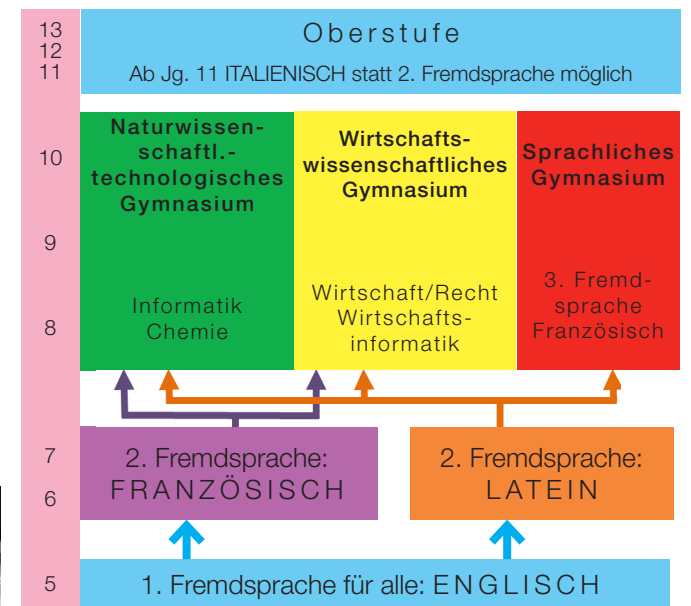 13
12
11
Oberstufe
Ab Jg. 11 ITALIENISCH statt 2. Fremdsprache möglich
10
9
8
Naturwissen-
schaftl.-
technologisches
Gymnasium
Informatik
Chemie
Wirtschafts-
wissenschaftliches
Gymnasium
Wirtschaft/Recht
Wirtschafts-
informatik
Sprachliches
Gymnasium
3. Fremd-
sprache
Französisch
7
6
2. Fremdsprache:
FRANZÖSISCH
2. Fremdsprache:
LATEIN
5
1. Fremdsprache für alle: ENGLISCH